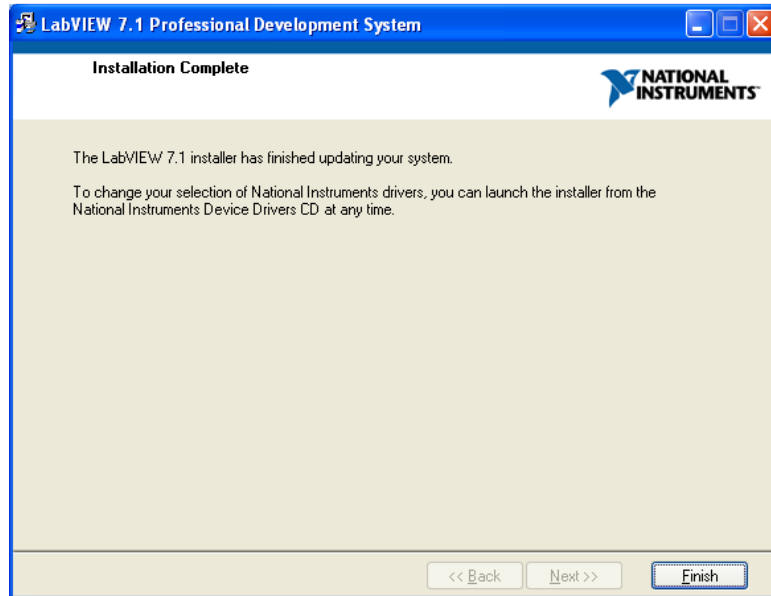 LabVIEW 7.1 Professional Development System
Installation Complete
NATIONAL
INSTRUMENTS™
The LabVIEW 7.1 installer has finished updating your system.
To change your selection of National Instruments drivers, you can launch the installer from the
National Instruments Device Drivers CD at any time.
<< Back Next >> Finish